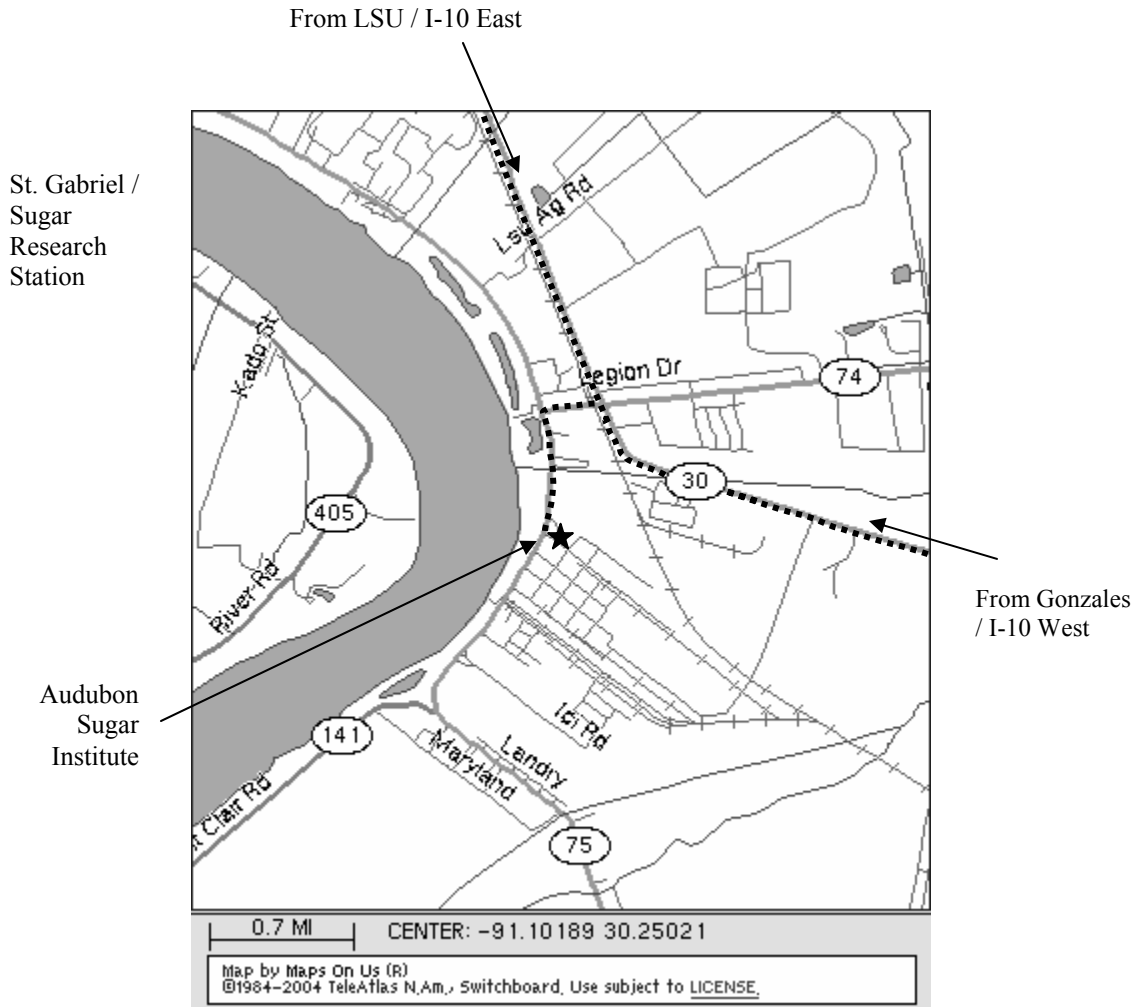 From LSU / I-10 East
St. Gabriel /
Sugar
Research
Station
Lsu Ag Rd
Kado St
Legion Dr
74
30
405
River Rd
From Gonzales
/ I-10 West
Audubon
Sugar
Institute
Ici Rd
141
Landry
Maryland
t Clair Rd
75
0.7 MI
CENTER: -91.10189 30.25021
Map by Maps On Us (R)
©1984-2004 TeleAtlas N.Am., Switchboard. Use subject to LICENSE.